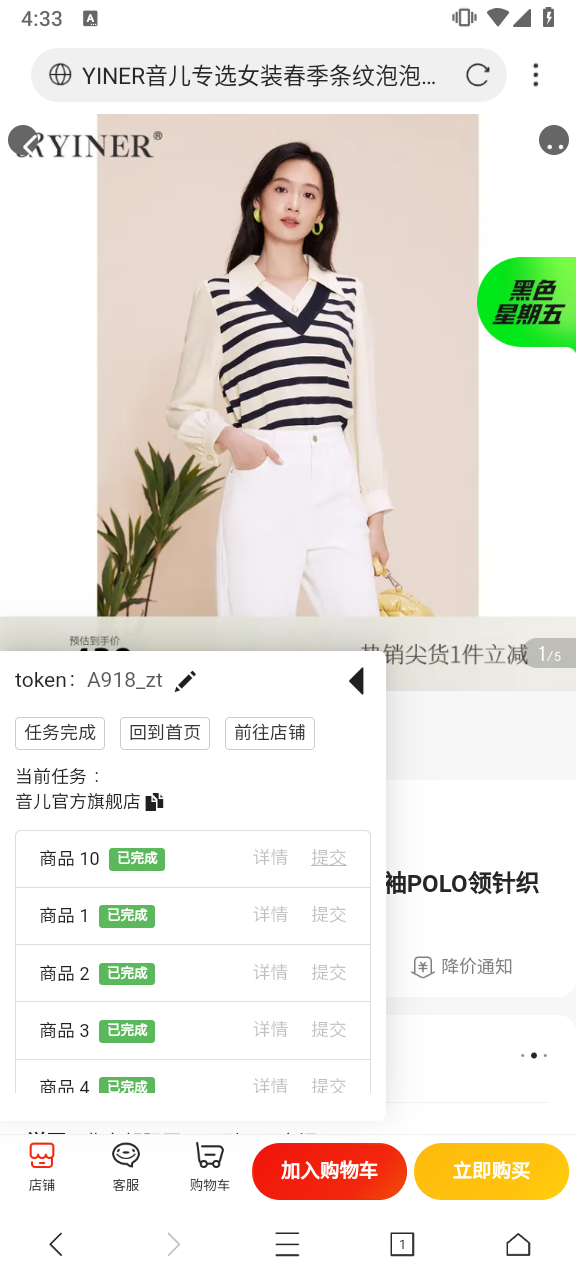 4:33
A
YINER音儿专选女装春季条纹泡泡...
YINER®
黑色
星期五
预估到手价
热销尖货1件立减
1/5
token: A918_zt
任务完成 回到首页 前往店铺
当前任务：
音儿官方旗舰店
商品 10 已完成 详情 提交
袖POLO领针织
商品 1 已完成 详情 提交
商品 2 已完成 详情 提交
降价通知
商品 3 已完成 详情 提交
商品 4 已完成 详情 提交
店铺 客服 购物车 加入购物车 立即购买
1